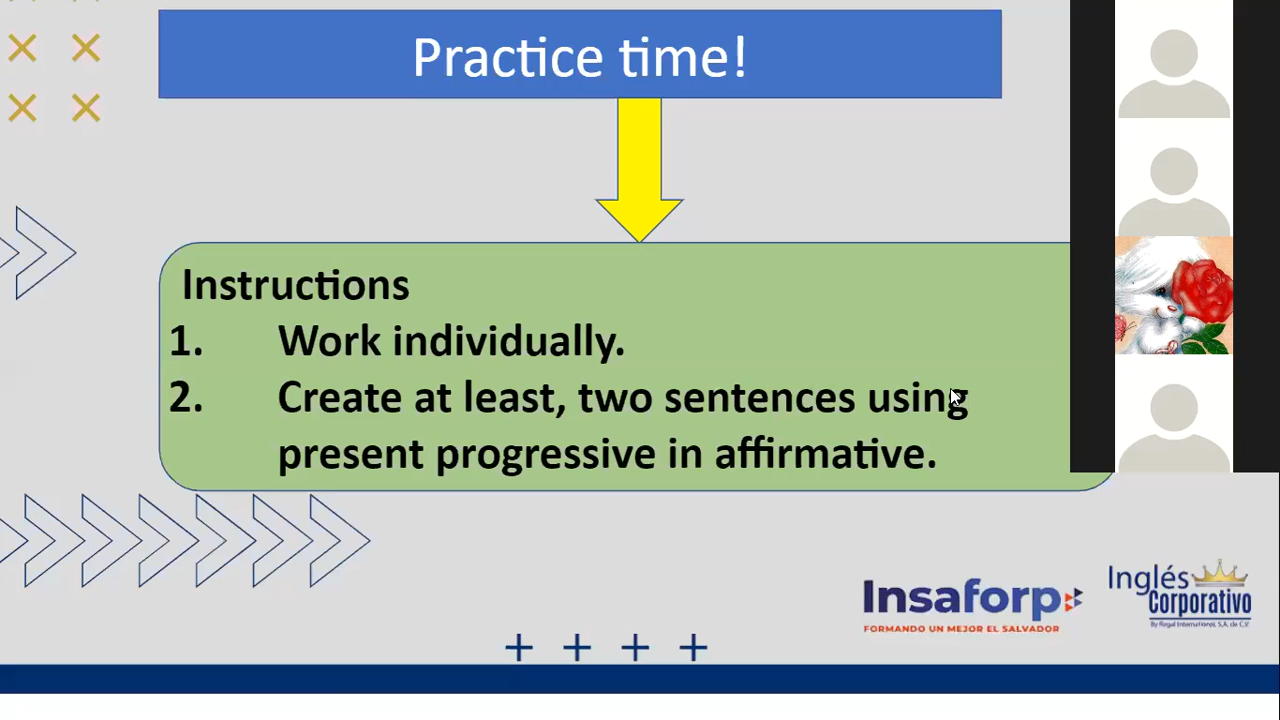 Practice time!
Instructions
1. Work individually.
2. Create at least, two sentences using
present progressive in affirmative.
Insaforp
FORMANDO UN MEJOR EL SALVADOR
Inglés
Corporativo
By Regal International, S.A. de C.V.